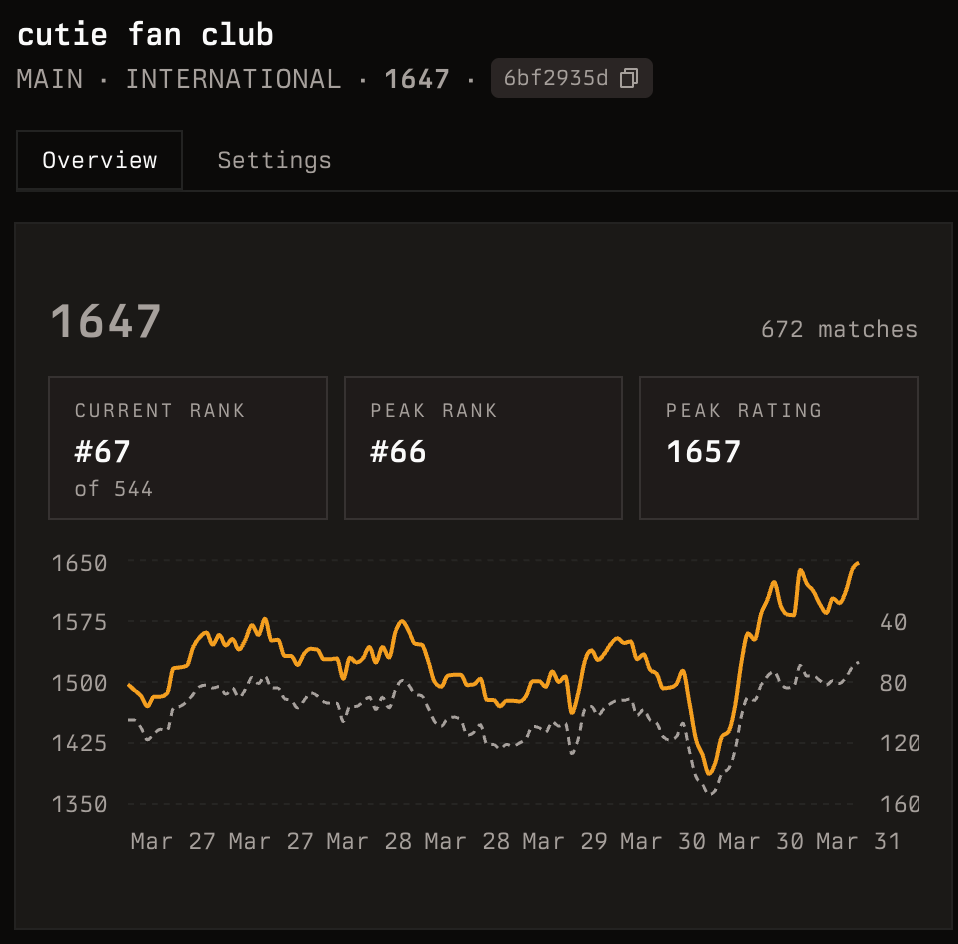 cutie fan club
MAIN · INTERNATIONAL · 1647 · 6bf2935d
Overview Settings
1647
672 matches
CURRENT RANK
#67
of 544
PEAK RANK
#66
PEAK RATING
1657
1650
1575 40
1500 80
1425 120
1350 160
Mar 27 Mar 27 Mar 28 Mar 28 Mar 29 Mar 30 Mar 30 Mar 31